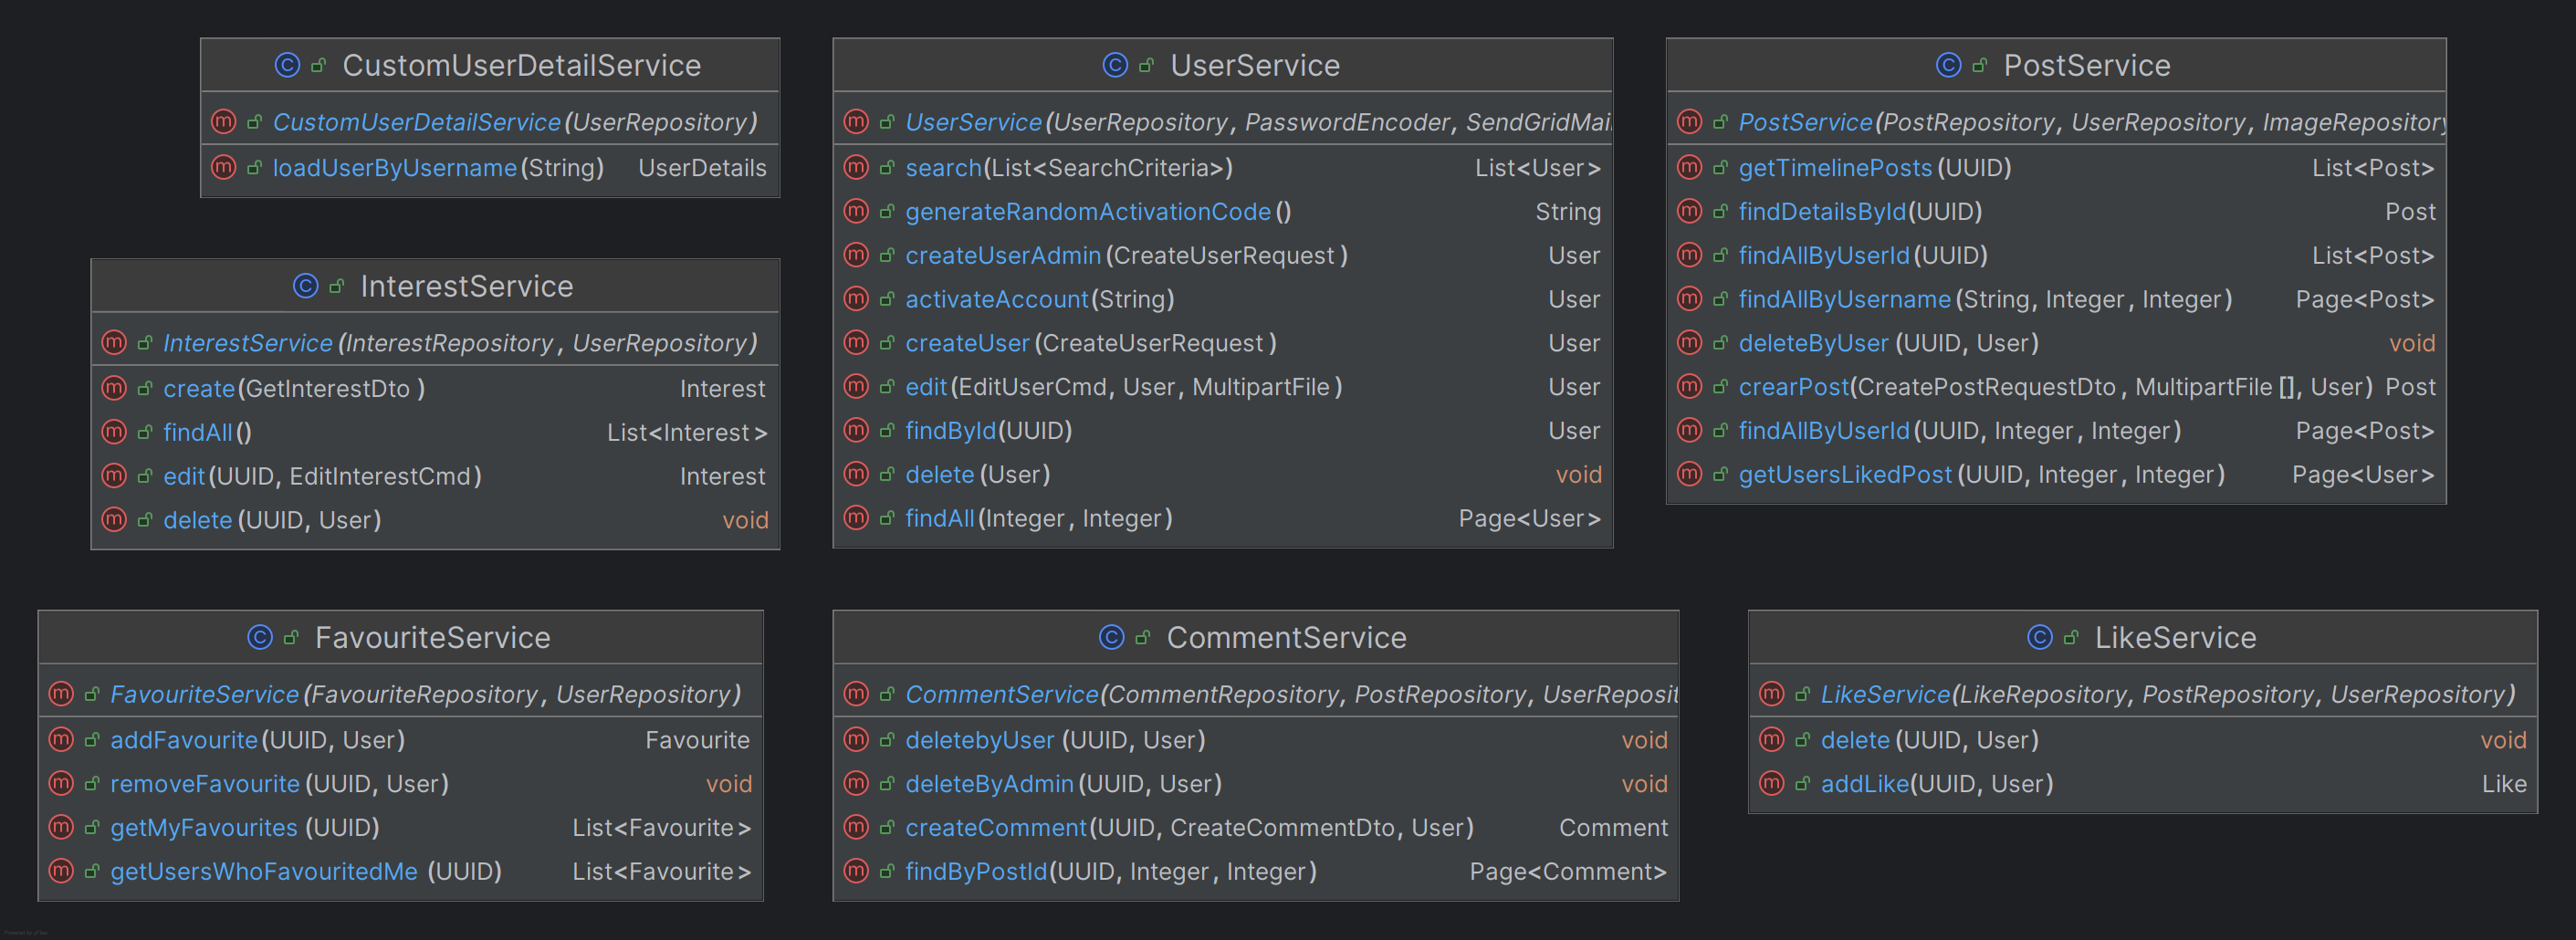 CustomUserDetailService
CustomUserDetailService(UserRepository)
loadUserByUsername(String) UserDetails
UserService
UserService(UserRepository, PasswordEncoder, SendGridMai
search(List<SearchCriteria>) List<User>
generateRandomActivationCode() String
createUserAdmin(CreateUserRequest) User
activateAccount(String) User
createUser(CreateUserRequest) User
edit(EditUserCmd, User, MultipartFile) User
findById(UUID) User
delete(User) void
findAll(Integer, Integer) Page<User>
PostService
PostService(PostRepository, UserRepository, ImageRepository
getTimelinePosts(UUID) List<Post>
findDetailsById(UUID) Post
findAllByUserId(UUID) List<Post>
findAllByUsername(String, Integer, Integer) Page<Post>
deleteByUser(UUID, User) void
crearPost(CreatePostRequestDto, MultipartFile[], User) Post
findAllByUserId(UUID, Integer, Integer) Page<Post>
getUsersLikedPost(UUID, Integer, Integer) Page<User>
InterestService
InterestService(InterestRepository, UserRepository)
create(GetInterestDto) Interest
findAll() List<Interest>
edit(UUID, EditInterestCmd) Interest
delete(UUID, User) void
FavouriteService
FavouriteService(FavouriteRepository, UserRepository)
addFavourite(UUID, User) Favourite
removeFavourite(UUID, User) void
getMyFavourites(UUID) List<Favourite>
getUsersWhoFavouritedMe(UUID) List<Favourite>
CommentService
CommentService(CommentRepository, PostRepository, UserReposit
deletebyUser(UUID, User) void
deleteByAdmin(UUID, User) void
createComment(UUID, CreateCommentDto, User) Comment
findByPostId(UUID, Integer, Integer) Page<Comment>
LikeService
LikeService(LikeRepository, PostRepository, UserRepository)
delete(UUID, User) void
addLike(UUID, User) Like
Powered by yFiles